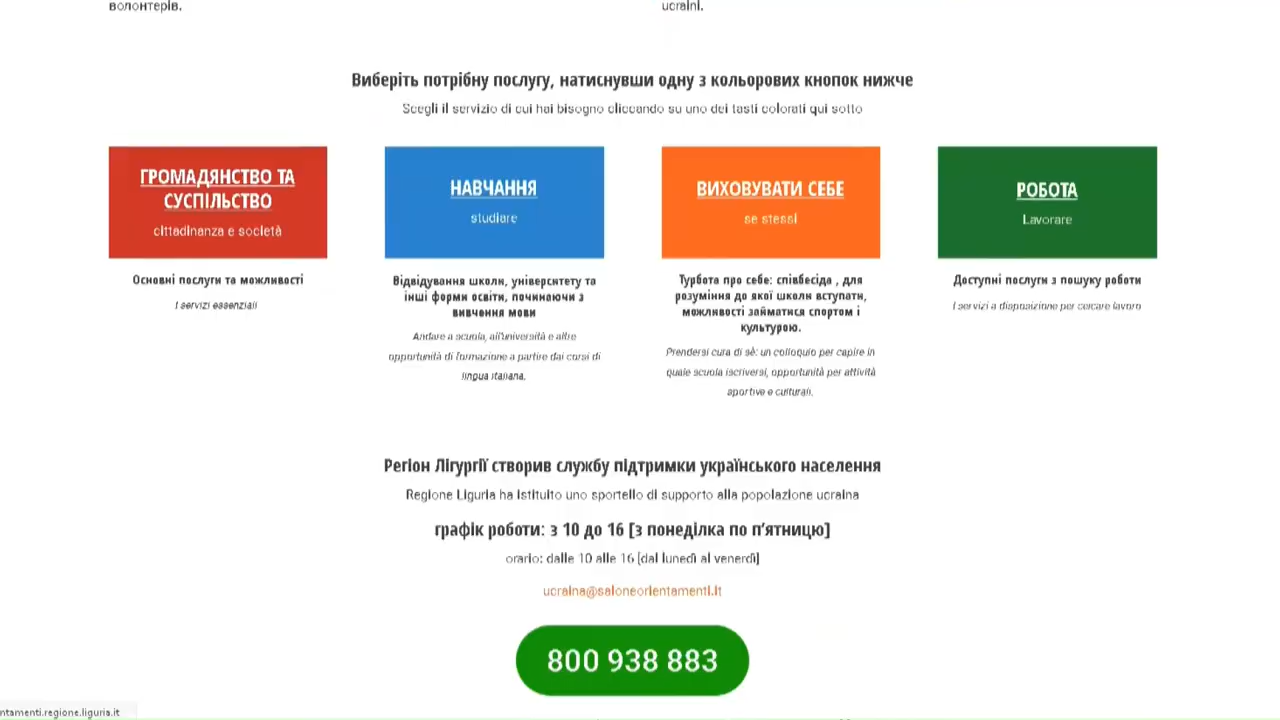 волонтерів.
ucraini.
Виберіть потрібну послугу, натиснувши одну з кольорових кнопок нижче
Scegli il servizio di cui hai bisogno cliccando su uno dei tasti colorati qui sotto
ГРОМАДЯНСТВО ТА
СУСПІЛЬСТВО
cittadinanza e società
Основні послуги та можливості
I servizi essenziali
НАВЧАННЯ
studiare
Відвідування школи, університету та
інші форми освіти, починаючи з
вивчення мови
Andare a scuola, all'università e altre
opportunità di formazione a partire dai corsi di
lingua italiana.
ВИХОВУВАТИ СЕБЕ
se stessi
Турбота про себе: співбесіда , для
розуміння до якої школи вступати,
можливості займатися спортом і
культурою.
Prendersi cura di sè: un colloquio per capire in
quale scuola iscriversi, opportunità per attività
sportive e culturali.
РОБОТА
Lavorare
Доступні послуги з пошуку роботи
I servizi a disposizione per cercare lavoro
Регіон Лігургії створив службу підтримки українського населення
Regione Liguria ha istituito uno sportello di supporto alla popolazione ucraina
графік роботи: з 10 до 16 [з понеділка по п’ятницю]
orario: dalle 10 alle 16 [dal lunedì al venerdì]
ucraina@saloneorientamenti.it
800 938 883
ntamenti.regione.liguria.it